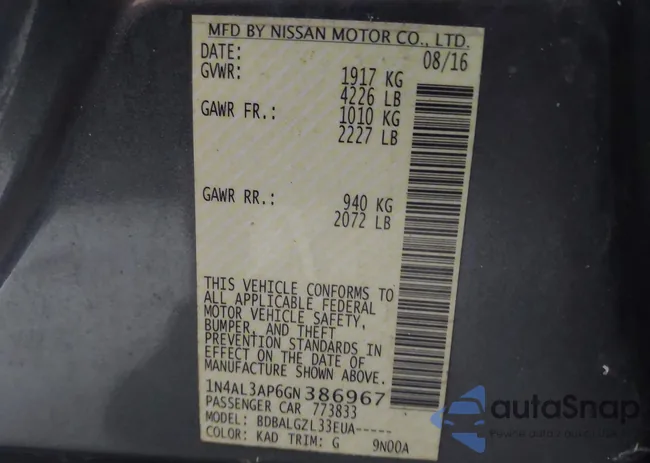 MFD BY NISSAN MOTOR CO., LTD.
DATE: 08/16
GVWR: 1917 KG
4226 LB
GAWR FR.: 1010 KG
2227 LB
GAWR RR.: 940 KG
2072 LB
THIS VEHICLE CONFORMS TO
ALL APPLICABLE FEDERAL
MOTOR VEHICLE SAFETY,
BUMPER, AND THEFT
PREVENTION STANDARDS IN
EFFECT ON THE DATE OF
MANUFACTURE SHOWN ABOVE.
1N4AL3AP6GN386967
PASSENGER CAR 773833
MODEL: BDBALGZL33EUA-----
COLOR: KAD TRIM: G 9N00A
autaSnap